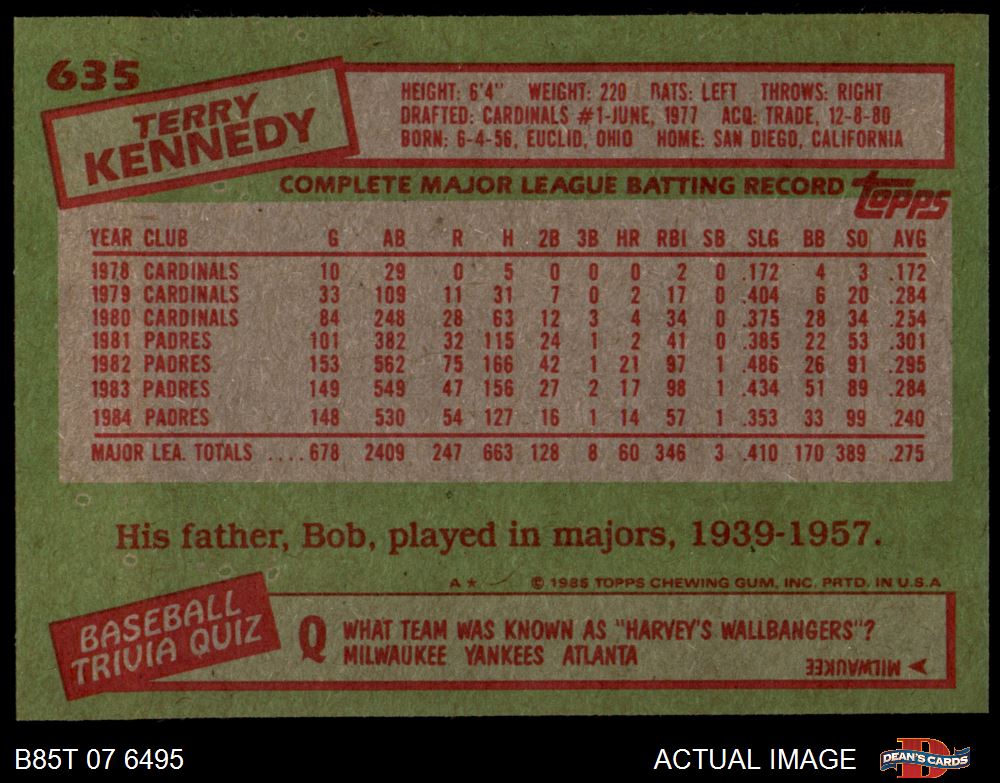 635
TERRY
KENNEDY
HEIGHT: 6'4" WEIGHT: 220 BATS: LEFT THROWS: RIGHT
DRAFTED: CARDINALS #1-JUNE, 1977 ACQ: TRADE, 12-8-80
BORN: 6-4-56, EUCLID, OHIO HOME: SAN DIEGO, CALIFORNIA
COMPLETE MAJOR LEAGUE BATTING RECORD
topps
YEAR CLUB G AB R H 2B 3B HR RBI SB SLG BB SO AVG
1978 CARDINALS 10 29 0 5 0 0 0 2 0 .172 4 3 .172
1979 CARDINALS 33 109 11 31 7 0 2 17 0 .404 6 20 .284
1980 CARDINALS 84 248 28 63 12 3 4 34 0 .375 28 34 .254
1981 PADRES 101 382 32 115 24 1 2 41 0 .385 22 53 .301
1982 PADRES 153 562 75 166 42 1 21 97 1 .486 26 91 .295
1983 PADRES 149 549 47 156 27 2 17 98 1 .434 51 89 .284
1984 PADRES 148 530 54 127 16 1 14 57 1 .353 33 99 .240
MAJOR LEA. TOTALS ....678 2409 247 663 128 8 60 346 3 .410 170 389 .275
His father, Bob, played in majors, 1939-1957.
A★ © 1985 TOPPS CHEWING GUM, INC. PRTD. IN U.S.A
BASEBALL
TRIVIA QUIZ
Q WHAT TEAM WAS KNOWN AS "HARVEY'S WALLBANGERS"?
MILWAUKEE YANKEES ATLANTA
MILWAUKEE
B85T 07 6495
ACTUAL IMAGE
D
DEAN'S CARDS